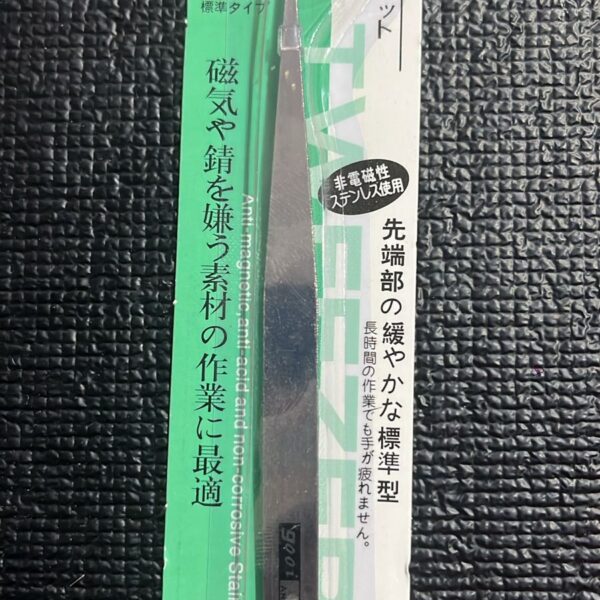 標準タイプ
ット
磁気や錆を嫌う素材の作業に最適
Anti-magnetic,anti-acid and non-corrosive Stain
TWEEZER
非電磁性
ステンレス使用
先端部の緩やかな標準型
長時間の作業でも手が疲れません。